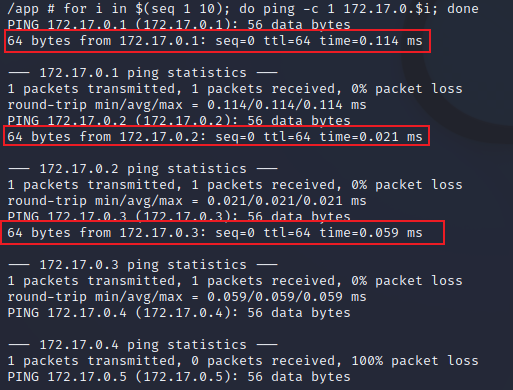 /app # for i in $(seq 1 10); do ping -c 1 172.17.0.$i; done
PING 172.17.0.1 (172.17.0.1): 56 data bytes
64 bytes from 172.17.0.1: seq=0 ttl=64 time=0.114 ms
--- 172.17.0.1 ping statistics ---
1 packets transmitted, 1 packets received, 0% packet loss
round-trip min/avg/max = 0.114/0.114/0.114 ms
PING 172.17.0.2 (172.17.0.2): 56 data bytes
64 bytes from 172.17.0.2: seq=0 ttl=64 time=0.021 ms
--- 172.17.0.2 ping statistics ---
1 packets transmitted, 1 packets received, 0% packet loss
round-trip min/avg/max = 0.021/0.021/0.021 ms
PING 172.17.0.3 (172.17.0.3): 56 data bytes
64 bytes from 172.17.0.3: seq=0 ttl=64 time=0.059 ms
--- 172.17.0.3 ping statistics ---
1 packets transmitted, 1 packets received, 0% packet loss
round-trip min/avg/max = 0.059/0.059/0.059 ms
PING 172.17.0.4 (172.17.0.4): 56 data bytes
--- 172.17.0.4 ping statistics ---
1 packets transmitted, 0 packets received, 100% packet loss
PING 172.17.0.5 (172.17.0.5): 56 data bytes